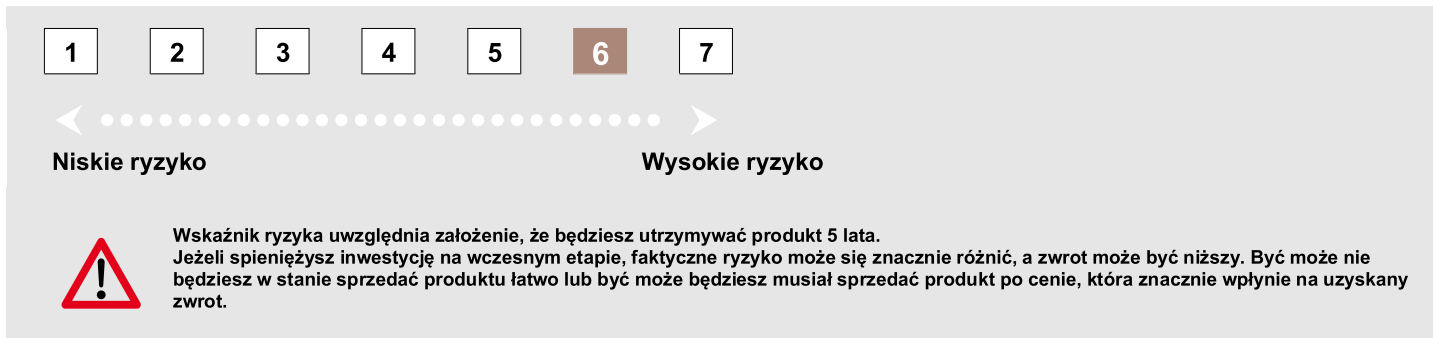 1 2 3 4 5 6 7
Niskie ryzyko Wysokie ryzyko
Wskaźnik ryzyka uwzględnia założenie, że będziesz utrzymywać produkt 5 lata.
Jeżeli spieniężysz inwestycję na wczesnym etapie, faktyczne ryzyko może się znacznie różnić, a zwrot może być niższy. Być może nie
będziesz w stanie sprzedać produktu łatwo lub być może będziesz musiał sprzedać produkt po cenie, która znacznie wpłynie na uzyskany
zwrot.